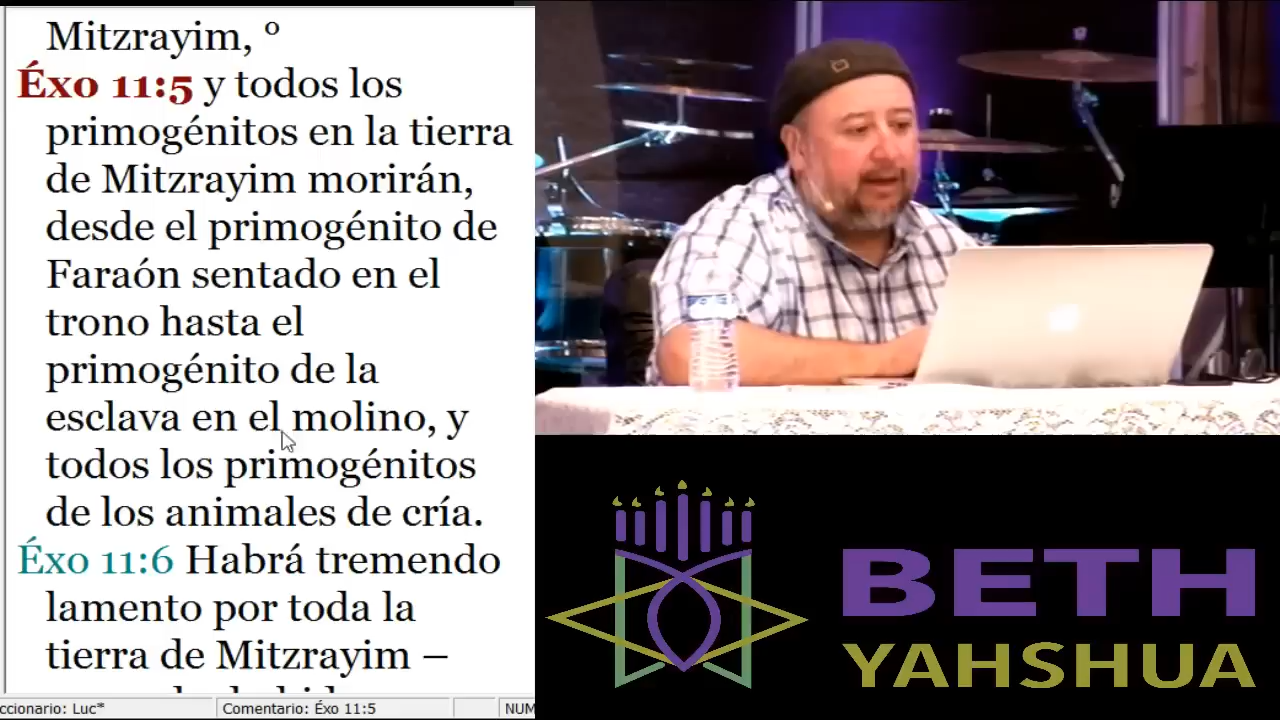 Mitzrayim, °
Éxo 11:5 y todos los
primogénitos en la tierra
de Mitzrayim morirán,
desde el primogénito de
Faraón sentado en el
trono hasta el
primogénito de la
esclava en el molino, y
todos los primogénitos
de los animales de cría.
Éxo 11:6 Habrá tremendo
lamento por toda la
tierra de Mitzrayim –
ccionario: Luc*
Comentario: Éxo 11:5
NUM
BETH
YAHSHUA